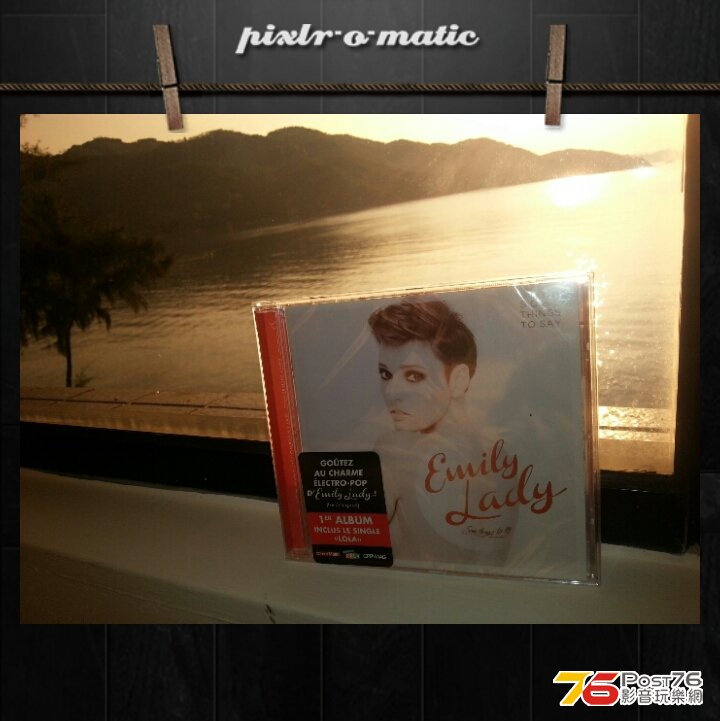 pixlr-o-matic
THINGS
TO SAY
Emily
Lady
GOÛTEZ
AU CHARME
ÉLECTRO-POP
D'Emily Lady !
1ER ALBUM
INCLUS LE SINGLE
«LOLA»
76 POST76
影音玩樂網